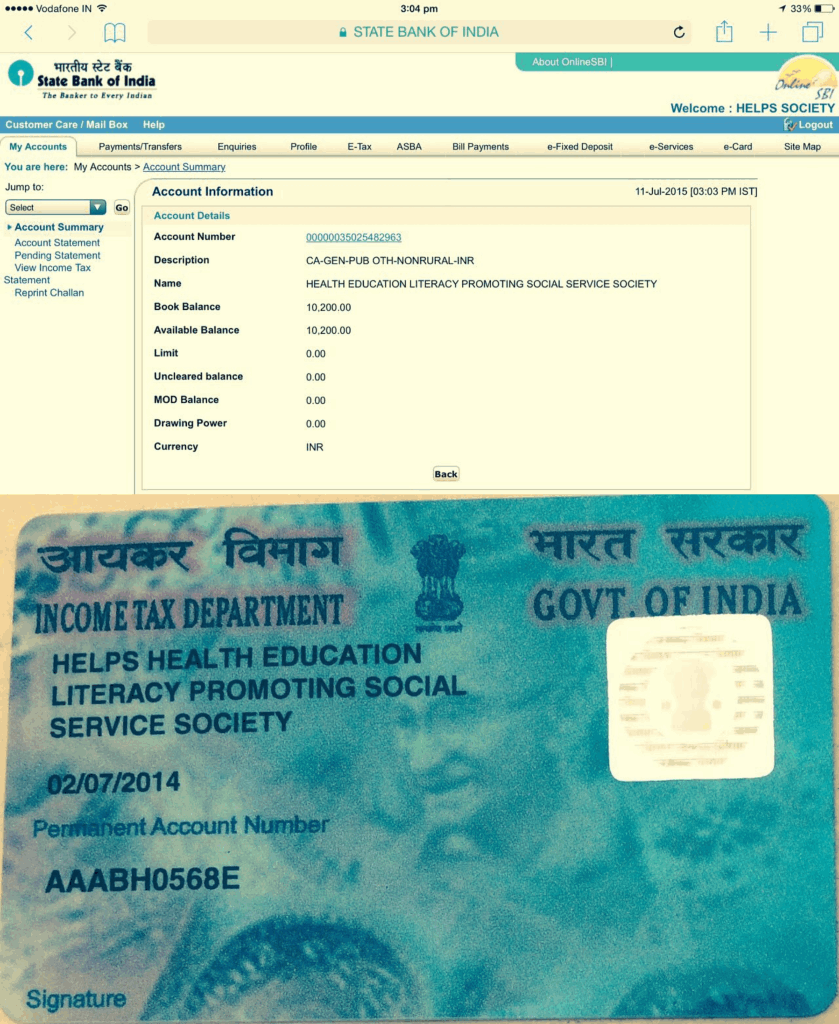 Vodafone IN
3:04 pm
33%
STATE BANK OF INDIA
भारतीय स्टेट बैंक
State Bank of India
The Banker to Every Indian
About OnlineSBI |
Online SBI
Welcome : HELPS SOCIETY
Customer Care / Mail Box Help
Logout
My Accounts Payments/Transfers Enquiries Profile E-Tax ASBA Bill Payments e-Fixed Deposit e-Services e-Card Site Map
You are here: My Accounts > Account Summary
Jump to:
Select Go
Account Summary
Account Statement
Pending Statement
View Income Tax
Statement
Reprint Challan
Account Information 11-Jul-2015 [03:03 PM IST]
Account Details
Account Number 00000035025482963
Description CA-GEN-PUB OTH-NONRURAL-INR
Name HEALTH EDUCATION LITERACY PROMOTING SOCIAL SERVICE SOCIETY
Book Balance 10,200.00
Available Balance 10,200.00
Limit 0.00
Uncleared balance 0.00
MOD Balance 0.00
Drawing Power 0.00
Currency INR
Back
आयकर विभाग भारत सरकार
INCOME TAX DEPARTMENT GOVT. OF INDIA
HELPS HEALTH EDUCATION
LITERACY PROMOTING SOCIAL
SERVICE SOCIETY
02/07/2014
Permanent Account Number
AAABH0568E
Signature